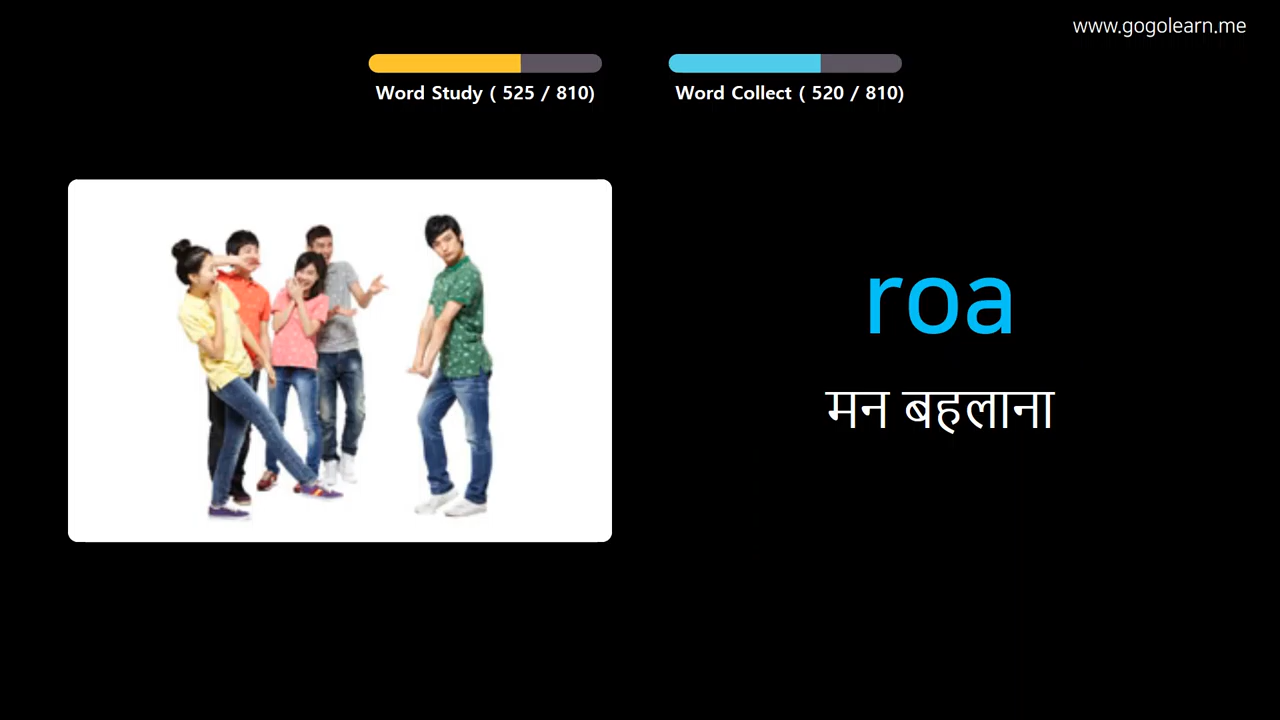 www.gogolearn.me
Word Study ( 525 / 810)
Word Collect ( 520 / 810)
roa
मन बहलाना